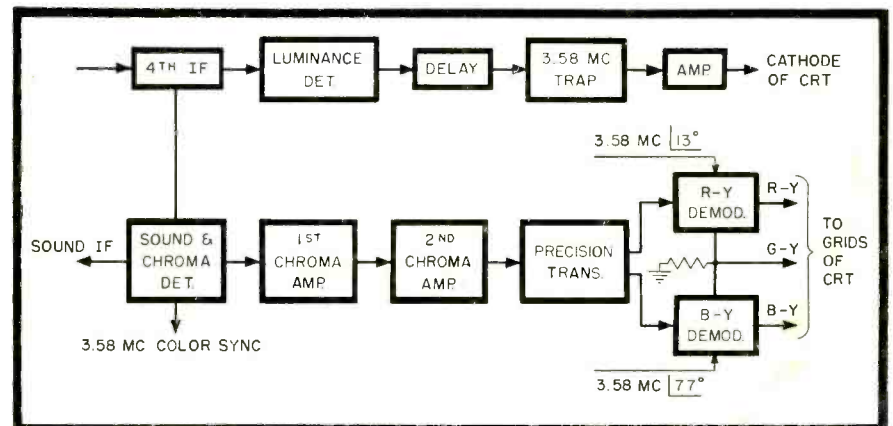 4TH IF
LUMINANCE
DET.
DELAY
3.58 MC
TRAP
AMP.
CATHODE
OF CRT
3.58 MC 13°
R-Y
DEMOD.
R-Y
SOUND IF
SOUND &
CHROMA
DET.
1ST
CHROMA
AMP.
2ND
CHROMA
AMP.
PRECISION
TRANS.
G-Y
TO
GRIDS
OF
CRT
B-Y
DEMOD.
B-Y
3.58 MC COLOR SYNC
3.58 MC 77°